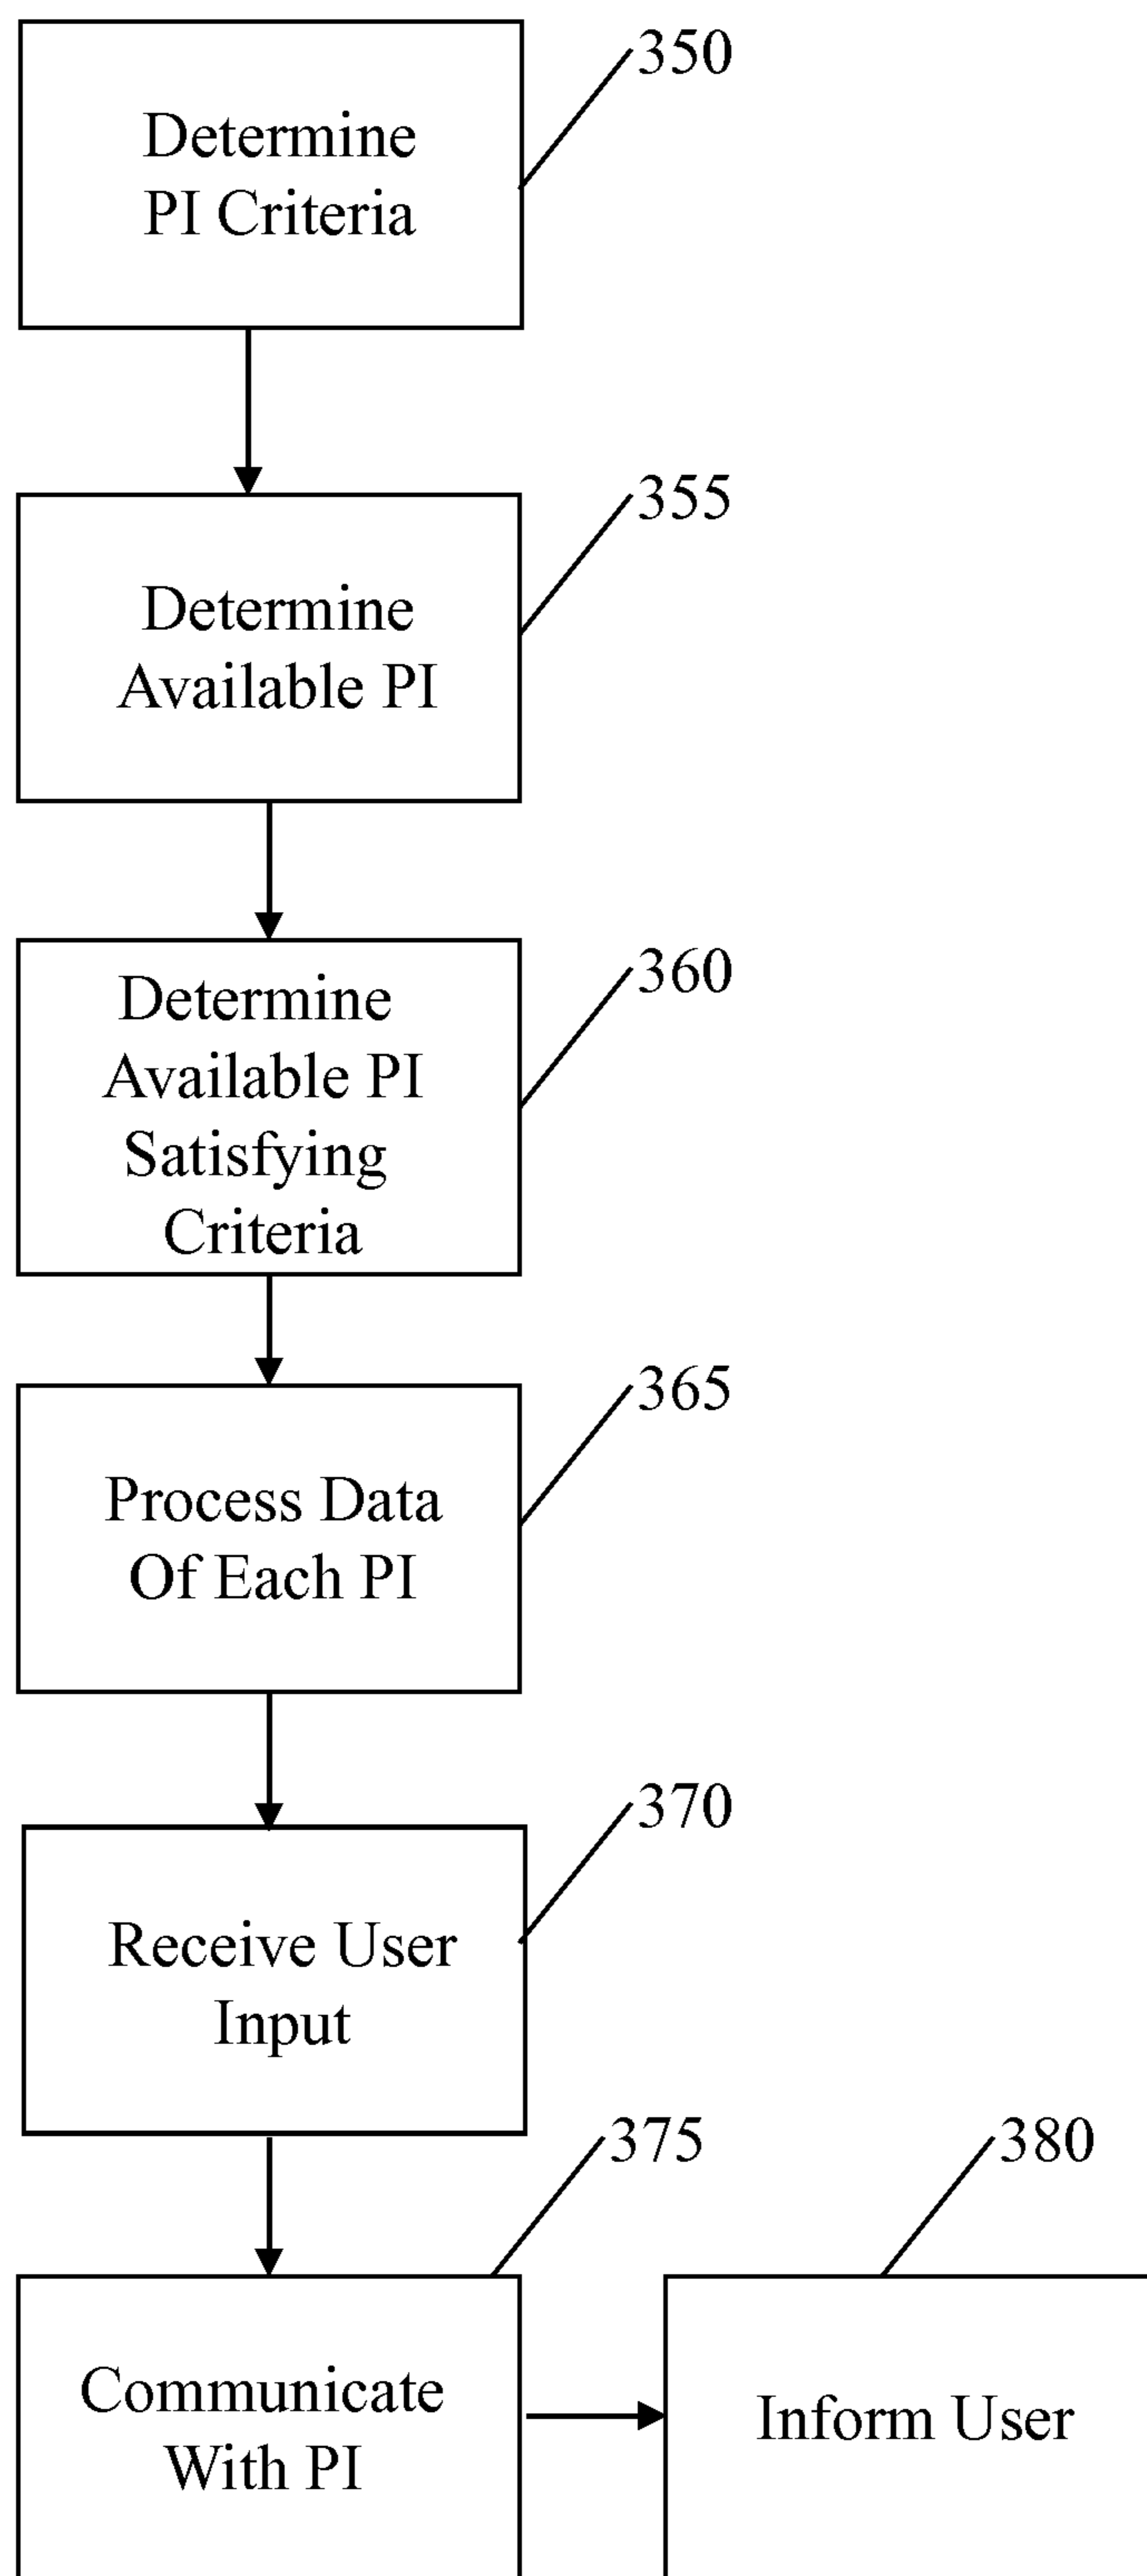 350
Determine
PI Criteria
355
Determine
Available PI
360
Determine
Available PI
Satisfying
Criteria
365
Process Data
Of Each PI
370
Receive User
Input
375
380
Communicate
With PI
Inform User